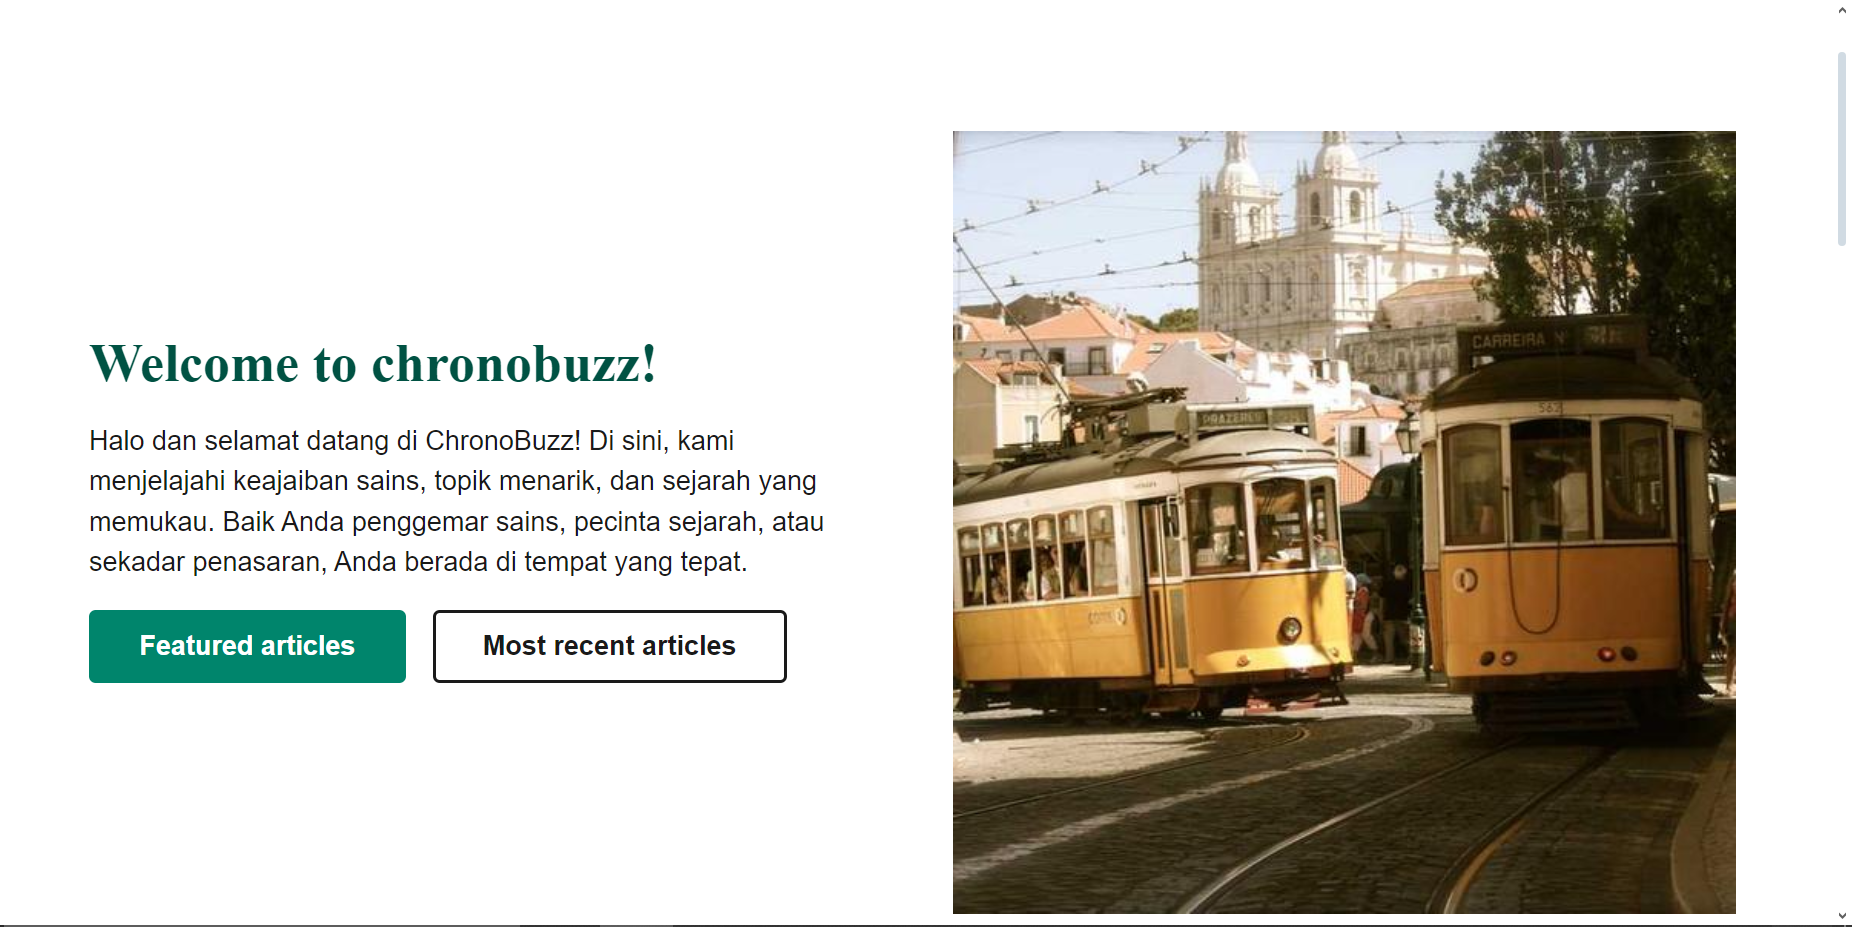 Welcome to chronobuzz!
Halo dan selamat datang di ChronoBuzz! Di sini, kami
menjelajahi keajaiban sains, topik menarik, dan sejarah yang
memukau. Baik Anda penggemar sains, pecinta sejarah, atau
sekadar penasaran, Anda berada di tempat yang tepat.
Featured articles
Most recent articles
CARREIRA Nº
PRAZERES
562